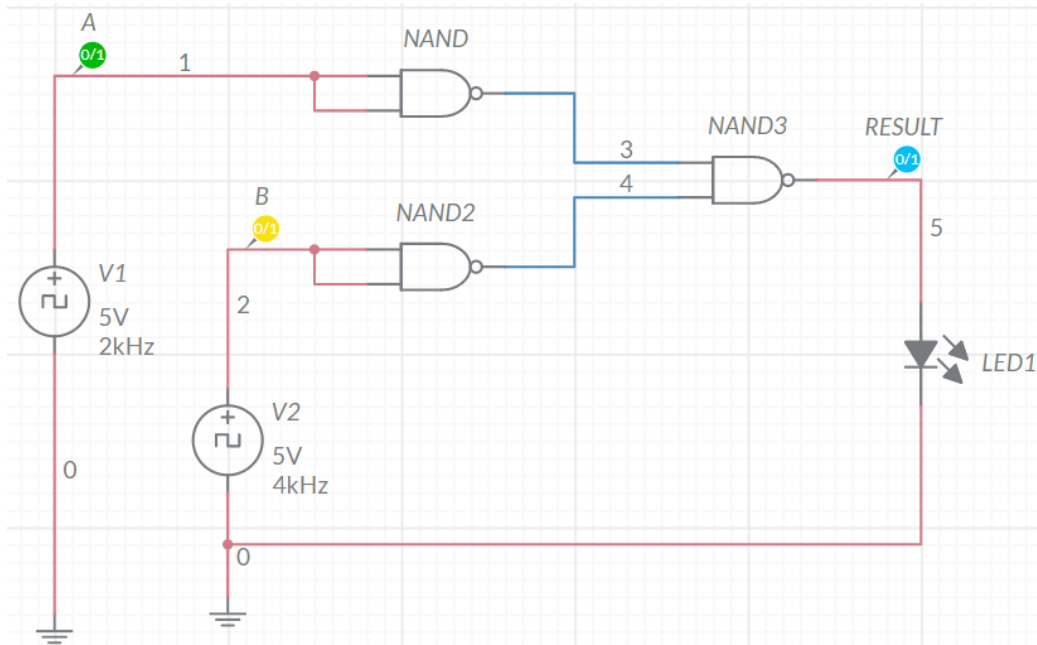 A
0/1
1
NAND
NAND3
RESULT
0/1
3
4
B
0/1
NAND2
5
V1
5V
2kHz
2
LED1
V2
5V
4kHz
0
0